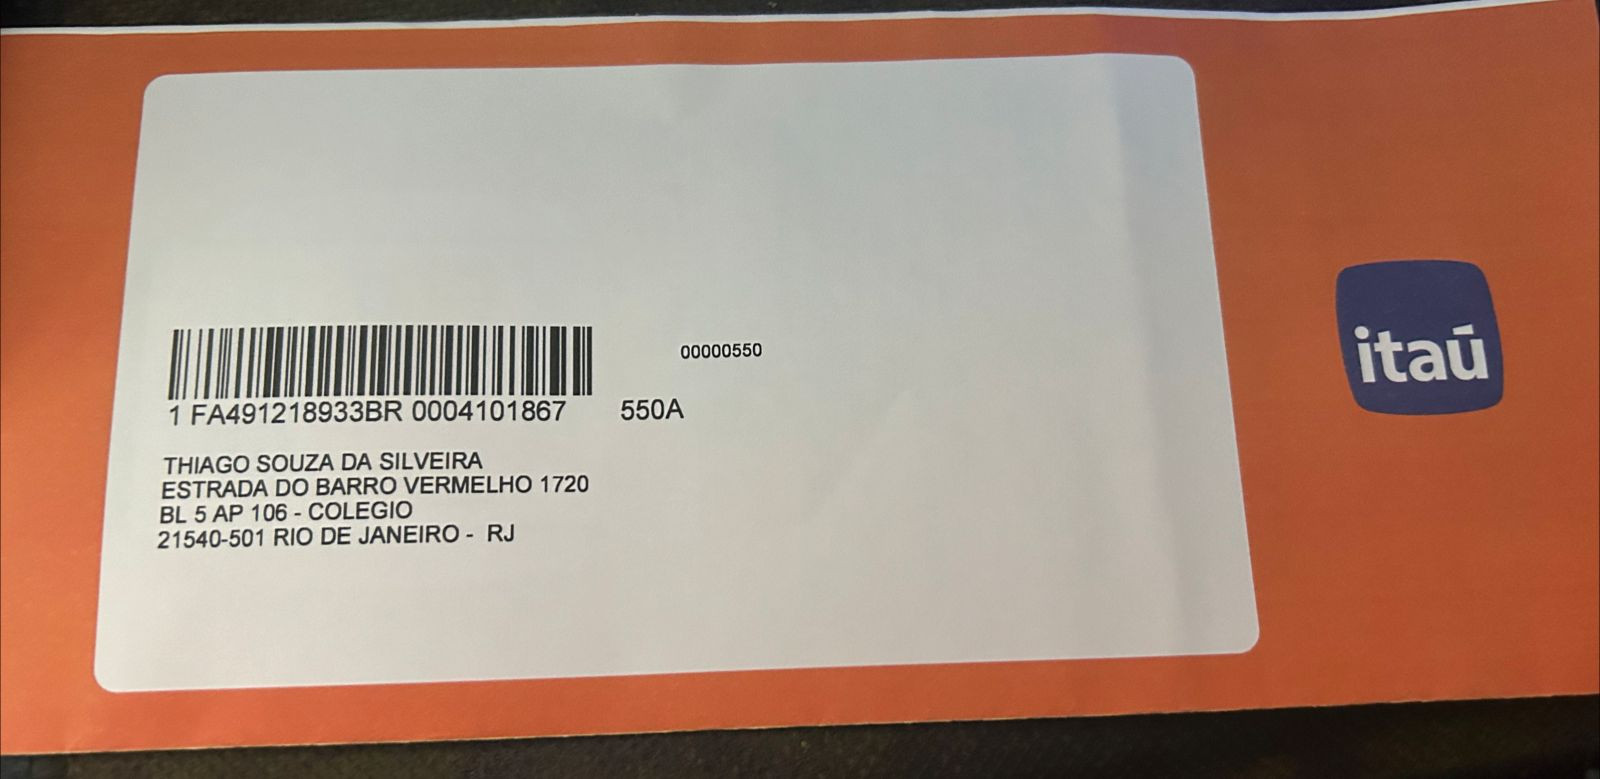 00000550
1 FA491218933BR 0004101867 550A
THIAGO SOUZA DA SILVEIRA
ESTRADA DO BARRO VERMELHO 1720
BL 5 AP 106 - COLEGIO
21540-501 RIO DE JANEIRO - RJ
itaú